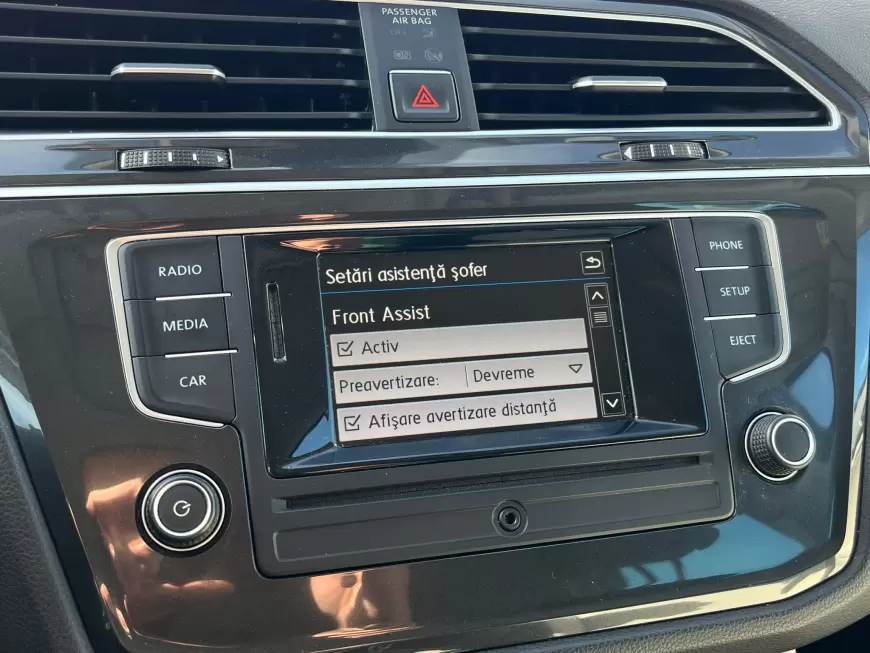 PASSENGER
AIR BAG
RADIO
MEDIA
CAR
Setări asistenţă şofer
Front Assist
Activ
Preavertizare: Devreme
Afişare avertizare distanţă
PHONE
SETUP
EJECT